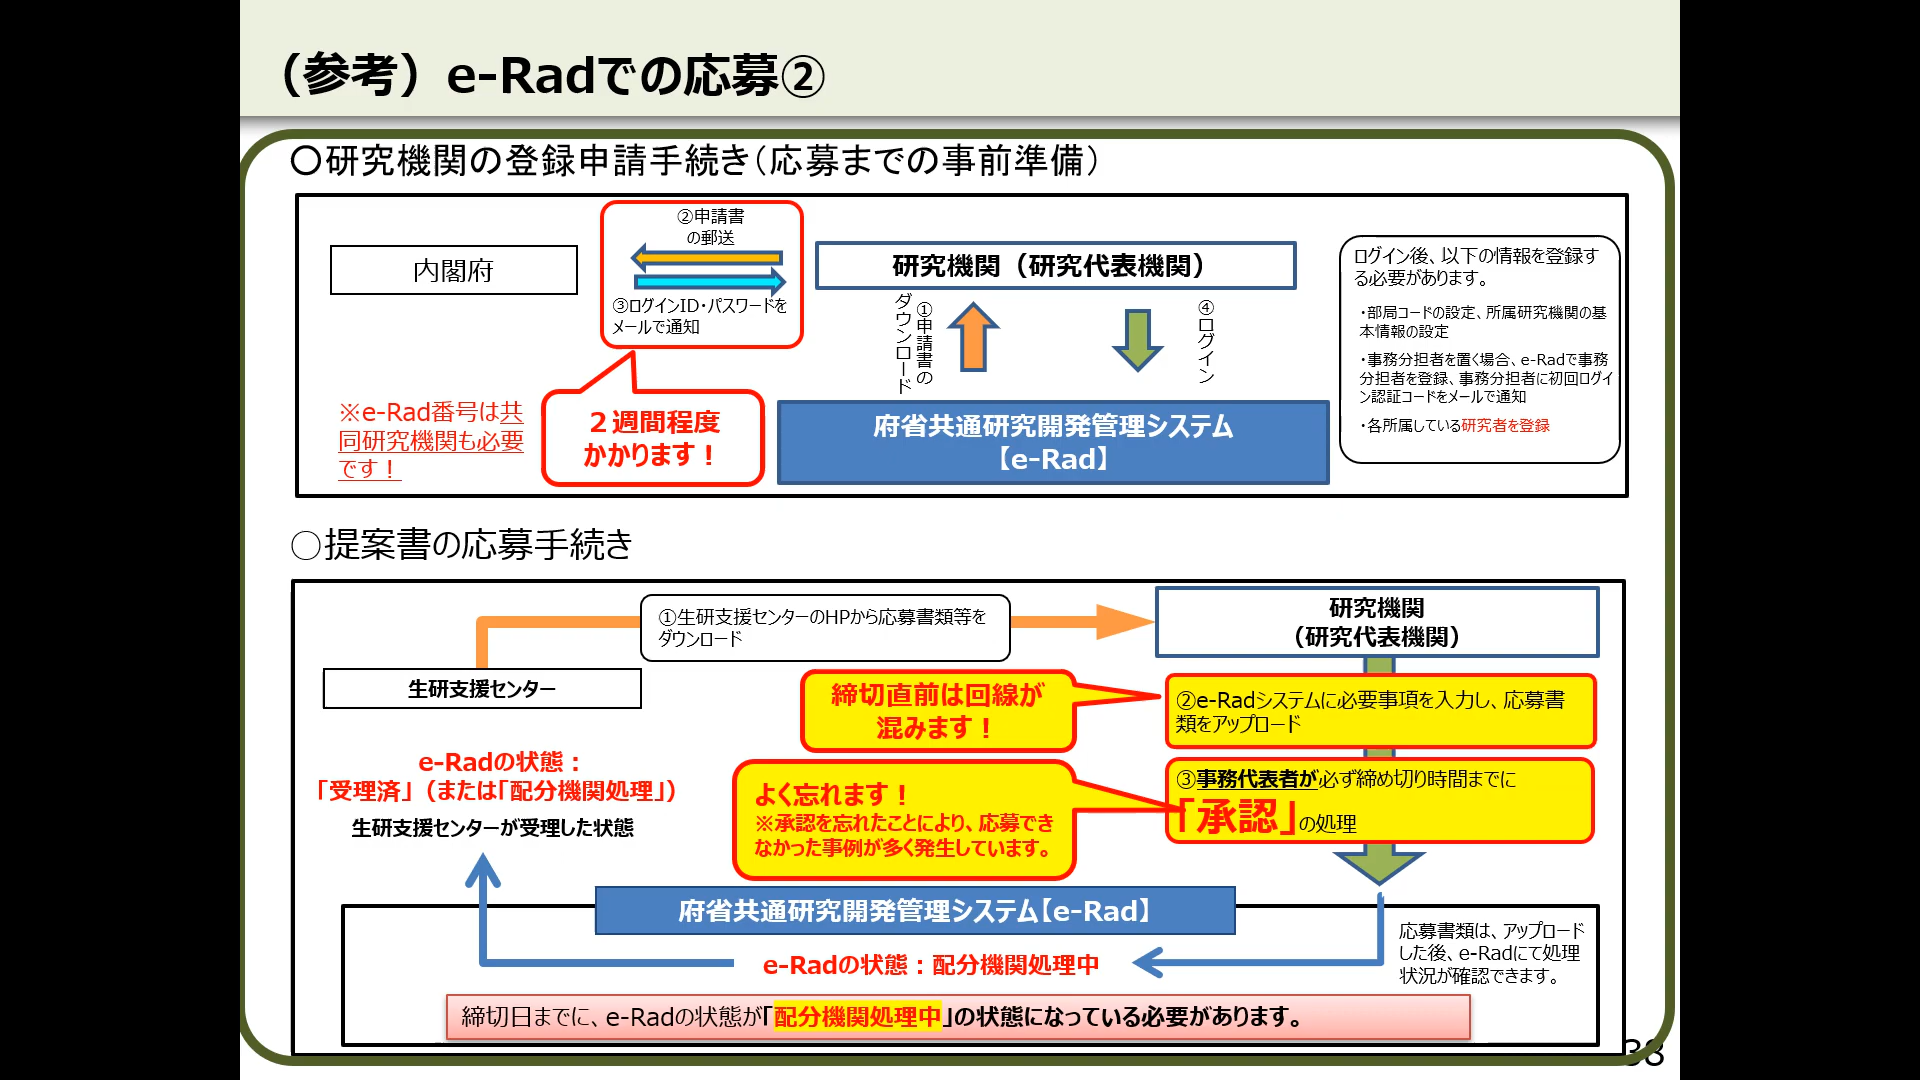 （参考）e-Radでの応募②
〇研究機関の登録申請手続き（応募までの事前準備）
内閣府
②申請書
の郵送
③ログインID・パスワードを
メールで通知
研究機関（研究代表機関）
①申請書の
ダウンロード
④ログイン
ログイン後、以下の情報を登録す
る必要があります。
・部局コードの設定、所属研究機関の基
本情報の設定
・事務分担者を置く場合、e-Radで事務
分担者を登録、事務分担者に初回ログイ
ン認証コードをメールで通知
・各所属している研究者を登録
※e-Rad番号は共
同研究機関も必要
です！
２週間程度
かかります！
府省共通研究開発管理システム
【e-Rad】
○提案書の応募手続き
①生研支援センターのHPから応募書類等を
ダウンロード
研究機関
（研究代表機関）
生研支援センター
締切直前は回線が
混みます！
②e-Radシステムに必要事項を入力し、応募書
類をアップロード
e-Radの状態：
「受理済」（または「配分機関処理」）
生研支援センターが受理した状態
よく忘れます！
※承認を忘れたことにより、応募でき
なかった事例が多く発生しています。
③事務代表者が必ず締め切り時間までに
「承認」の処理
府省共通研究開発管理システム【e-Rad】
e-Radの状態：配分機関処理中
応募書類は、アップロード
した後、e-Radにて処理
状況が確認できます。
締切日までに、e-Radの状態が「配分機関処理中」の状態になっている必要があります。
38